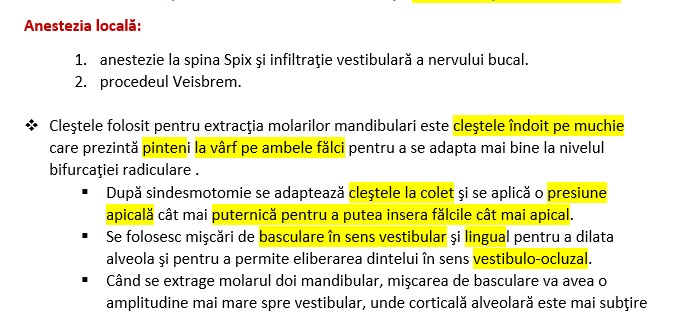 Anestezia locală:
1. anestezie la spina Spix şi infiltraţie vestibulară a nervului bucal.
2. procedeul Veisbrem.
❖ Cleştele folosit pentru extracţia molarilor mandibulari este cleştele îndoit pe muchie
care prezintă pinteni la vârf pe ambele fălci pentru a se adapta mai bine la nivelul
bifurcaţiei radiculare .
▪ După sindesmotomie se adaptează cleştele la colet şi se aplică o presiune
apicală cât mai puternică pentru a putea insera fălcile cât mai apical.
▪ Se folosesc mişcări de basculare în sens vestibular şi lingual pentru a dilata
alveola şi pentru a permite eliberarea dintelui în sens vestibulo-ocluzal.
▪ Când se extrage molarul doi mandibular, mişcarea de basculare va avea o
amplitudine mai mare spre vestibular, unde corticală alveolară este mai subţire